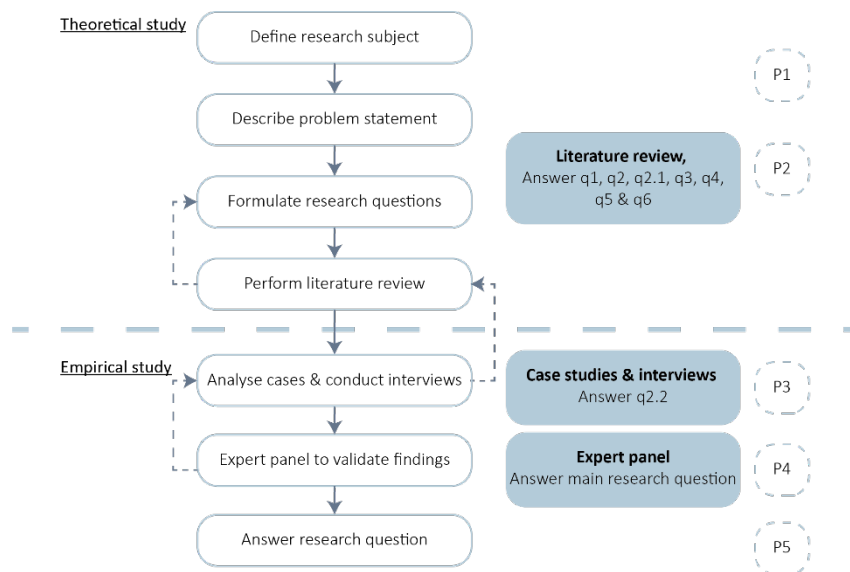 Theoretical study
Define research subject
P1
Describe problem statement
Literature review,
Answer q1, q2, q2.1, q3, q4,
q5 & q6
P2
Formulate research questions
Perform literature review
Empirical study
Analyse cases & conduct interviews
Case studies & interviews
Answer q2.2
P3
Expert panel to validate findings
Expert panel
Answer main research question
P4
Answer research question
P5